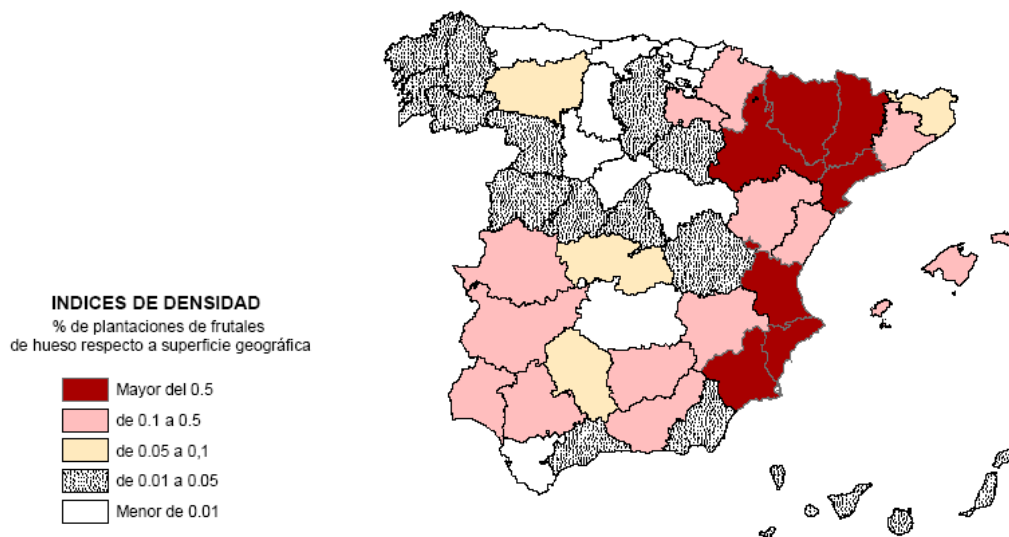 INDICES DE DENSIDAD
% de plantaciones de frutales
de hueso respecto a superficie geográfica
Mayor del 0.5
de 0.1 a 0.5
de 0.05 a 0,1
de 0.01 a 0.05
Menor de 0.01